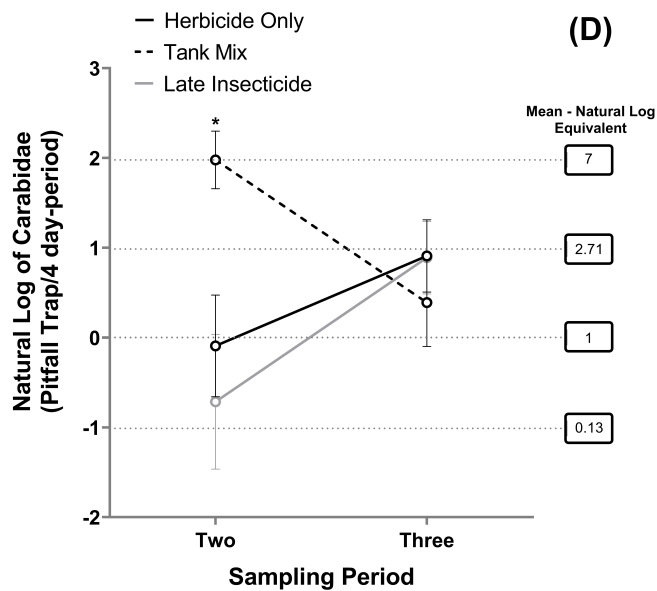 Herbicide Only
Tank Mix
Late Insecticide
(D)
Mean - Natural Log
Equivalent
3
*
2
7
1
2.71
0
1
-1
0.13
-2
Natural Log of Carabidae
(Pitfall Trap/4 day-period)
Two
Three
Sampling Period